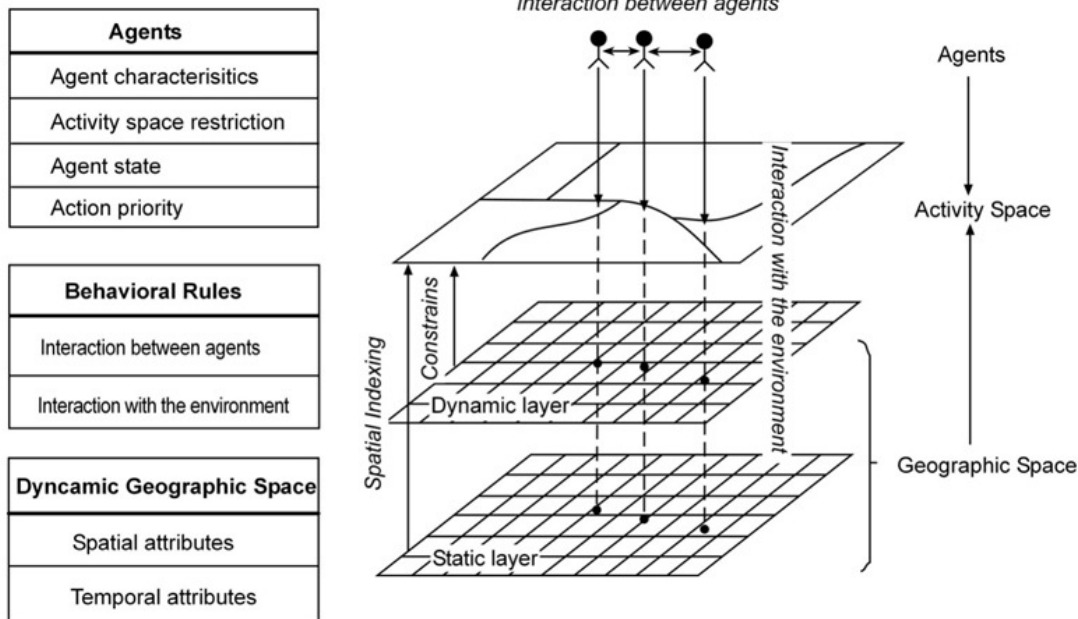 Interaction between agents
Agents
Agent characterisitics
Activity space restriction
Agent state
Action priority
Behavioral Rules
Interaction between agents
Interaction with the environment
Dyncamic Geographic Space
Spatial attributes
Temporal attributes
Spatial Indexing
Constrains
Dynamic layer
Static layer
Interaction with the environment
Agents
Activity Space
Geographic Space